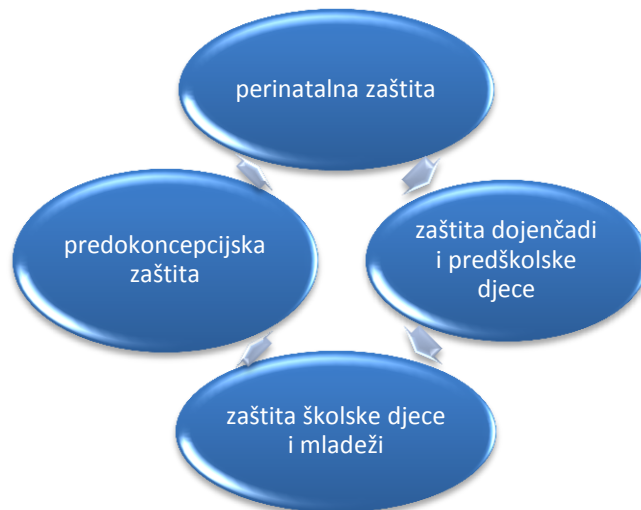 perinatalna zaštita
predokoncepcijska
zaštita
zaštita dojenčadi
i predškolske
djece
zaštita školske djece
i mladeži